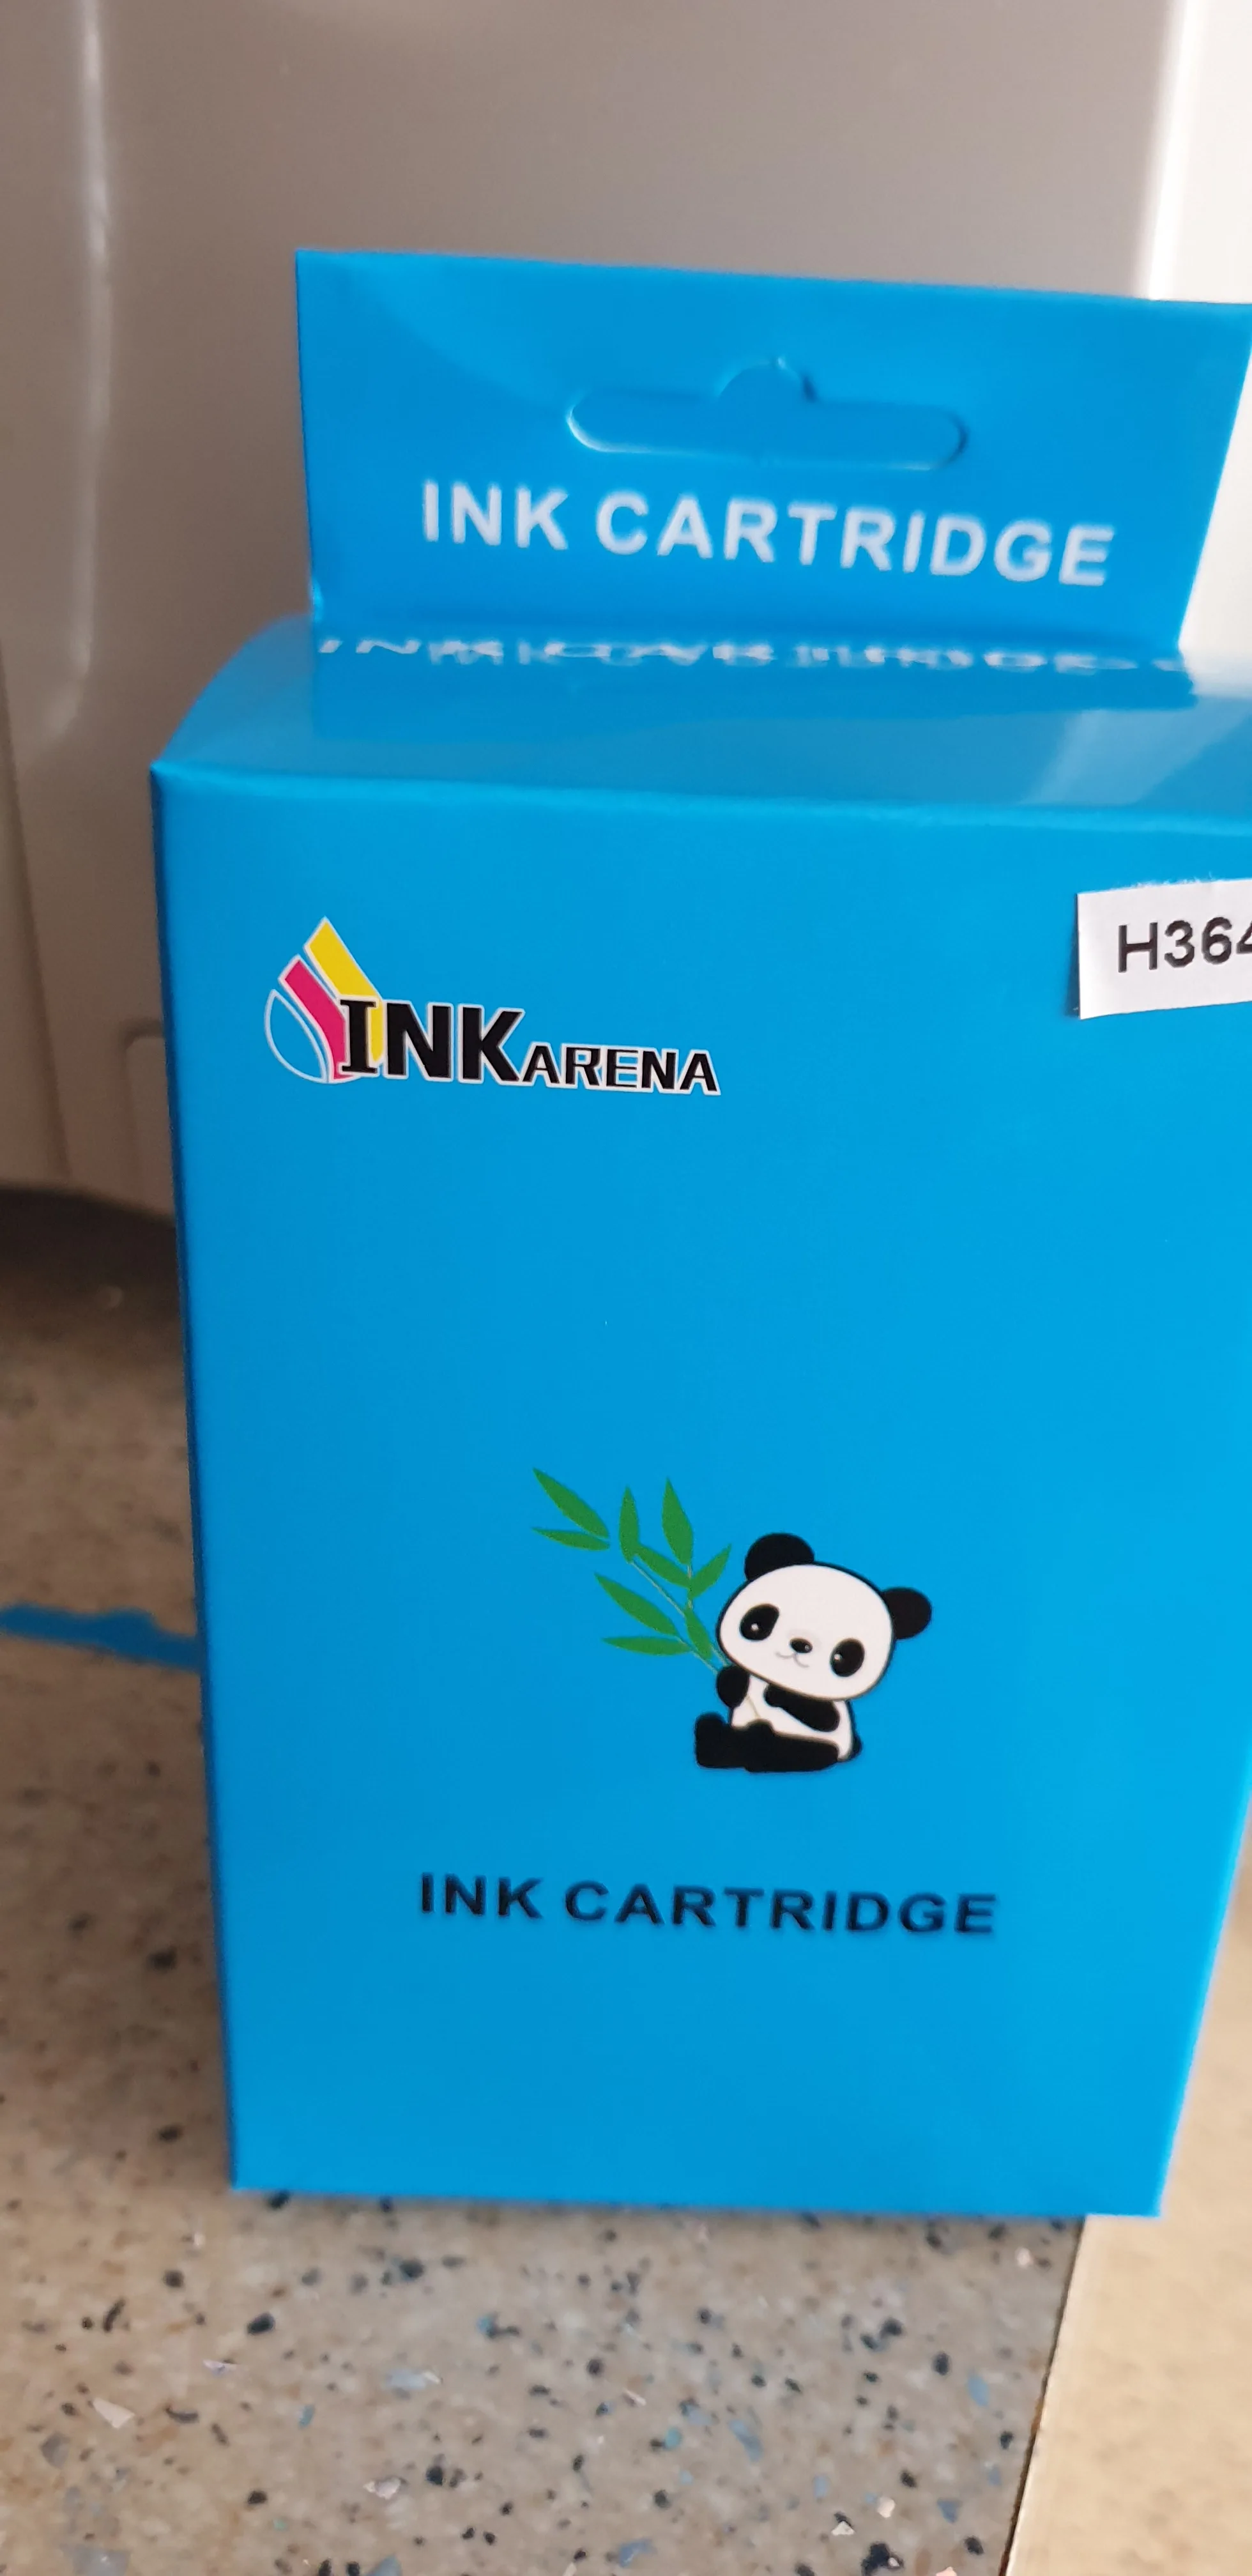 INK CARTRIDGE
H364
INKARENA
INK CARTRIDGE